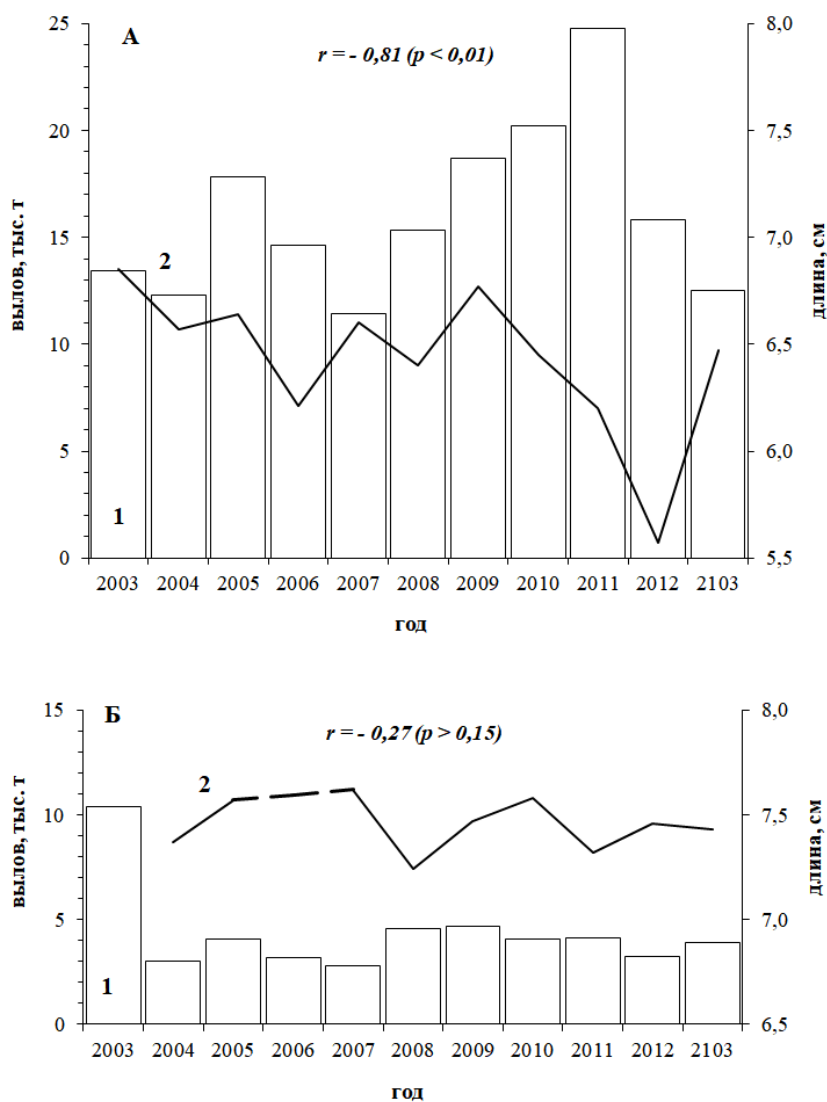 А
r = - 0,81 (p < 0,01)
вылов, тыс. т
25
20
15
10
5
0
8,0
7,5
7,0
6,5
6,0
5,5
длина, см
2
1
2003 2004 2005 2006 2007 2008 2009 2010 2011 2012 2103
год
Б
r = - 0,27 (p > 0,15)
вылов, тыс. т
15
10
5
0
8,0
7,5
7,0
6,5
длина, см
2
1
2003 2004 2005 2006 2007 2008 2009 2010 2011 2012 2103
год